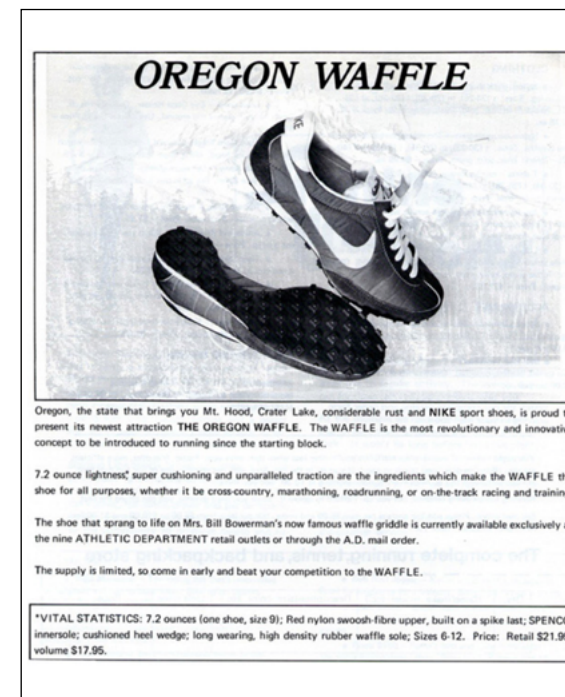 OREGON WAFFLE
NIKE
Oregon, the state that brings you Mt. Hood, Crater Lake, considerable rust and NIKE sport shoes, is proud
present its newest attraction THE OREGON WAFFLE. The WAFFLE is the most revolutionary and innovativ
concept to be introduced to running since the starting block.
7.2 ounce lightness,* super cushioning and unparalleled traction are the ingredients which make the WAFFLE th
shoe for all purposes, whether it be cross-country, marathoning, roadrunning, or on-the-track racing and training
The shoe that sprang to life on Mrs. Bill Bowerman's now famous waffle griddle is currently available exclusively
the nine ATHLETIC DEPARTMENT retail outlets or through the A.D. mail order.
The supply is limited, so come in early and beat your competition to the WAFFLE.
*VITAL STATISTICS: 7.2 ounces (one shoe, size 9); Red nylon swoosh-fibre upper, built on a spike last; SPENCO
innersole; cushioned heel wedge; long wearing, high density rubber waffle sole; Sizes 6-12. Price: Retail $21.95
volume $17.95.